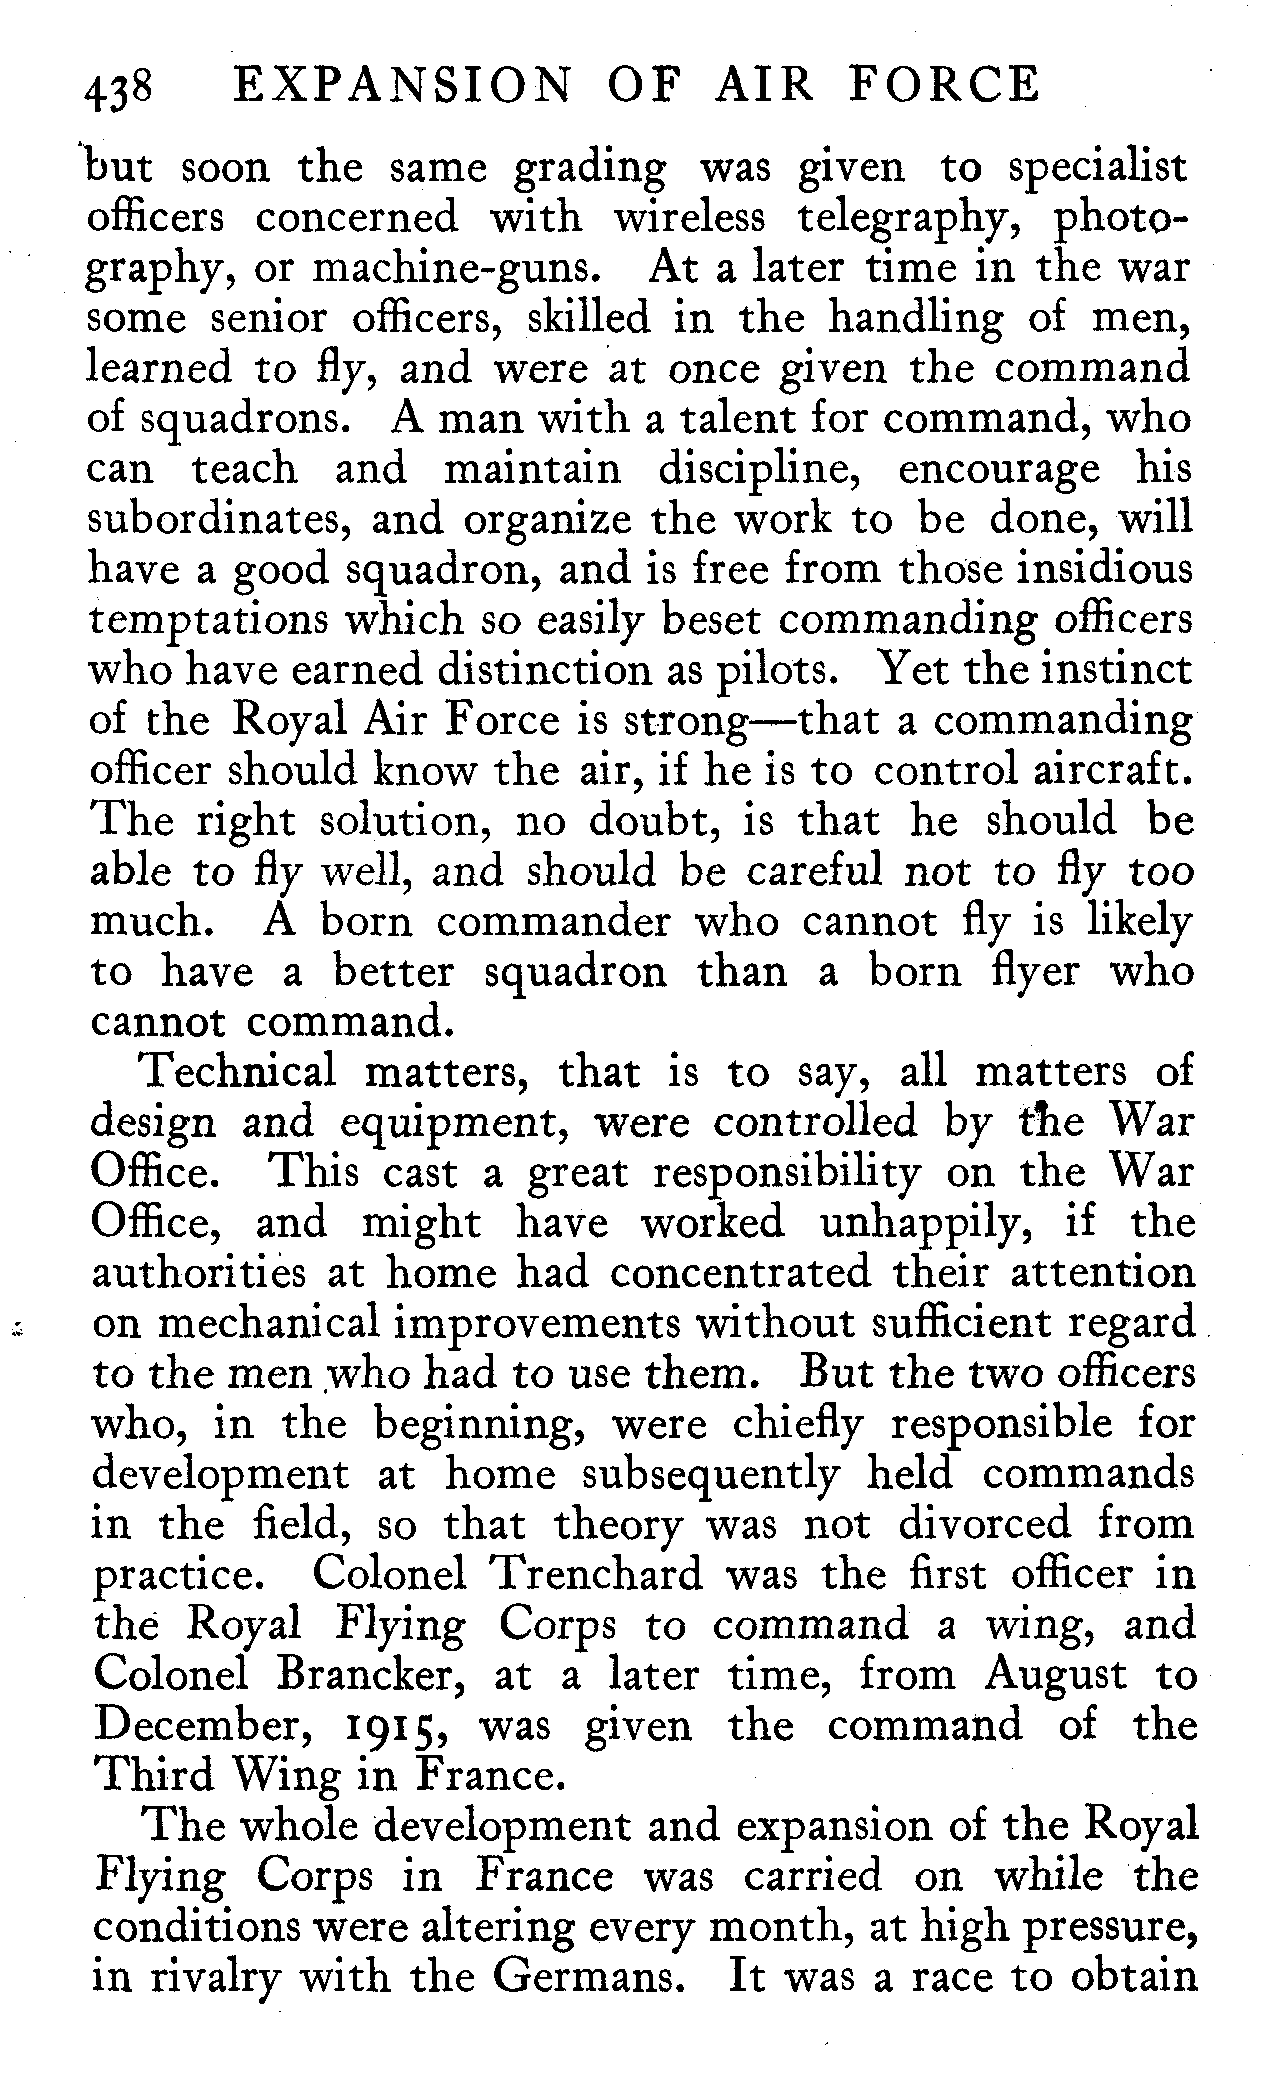 438 EXPANSION OF AIR FORCE
but soon the same grading was given to specialist
officers concerned with wireless telegraphy, photo-
graphy, or machine-guns. At a later time in the war
some senior officers, skilled in the handling of men,
learned to fly, and were at once given the command
of squadrons. A man with a talent for command, who
can teach and maintain discipline, encourage his
subordinates, and organize the work to be done, will
have a good squadron, and is free from those insidious
temptations which so easily beset commanding officers
who have earned distinction as pilots. Yet the instinct
of the Royal Air Force is strong—that a commanding
officer should know the air, if he is to control aircraft.
The right solution, no doubt, is that he should be
able to fly well, and should be careful not to fly too
much. A born commander who cannot fly is likely
to have a better squadron than a born flyer who
cannot command.
Technical matters, that is to say, all matters of
design and equipment, were controlled by the War
Office. This cast a great responsibility on the War
Office, and might have worked unhappily, if the
authorities at home had concentrated their attention
on mechanical improvements without sufficient regard
to the men who had to use them. But the two officers
who, in the beginning, were chiefly responsible for
development at home subsequently held commands
in the field, so that theory was not divorced from
practice. Colonel Trenchard was the first officer in
the Royal Flying Corps to command a wing, and
Colonel Brancker, at a later time, from August to
December, 1915, was given the command of the
Third Wing in France.
The whole development and expansion of the Royal
Flying Corps in France was carried on while the
conditions were altering every month, at high pressure,
in rivalry with the Germans. It was a race to obtain